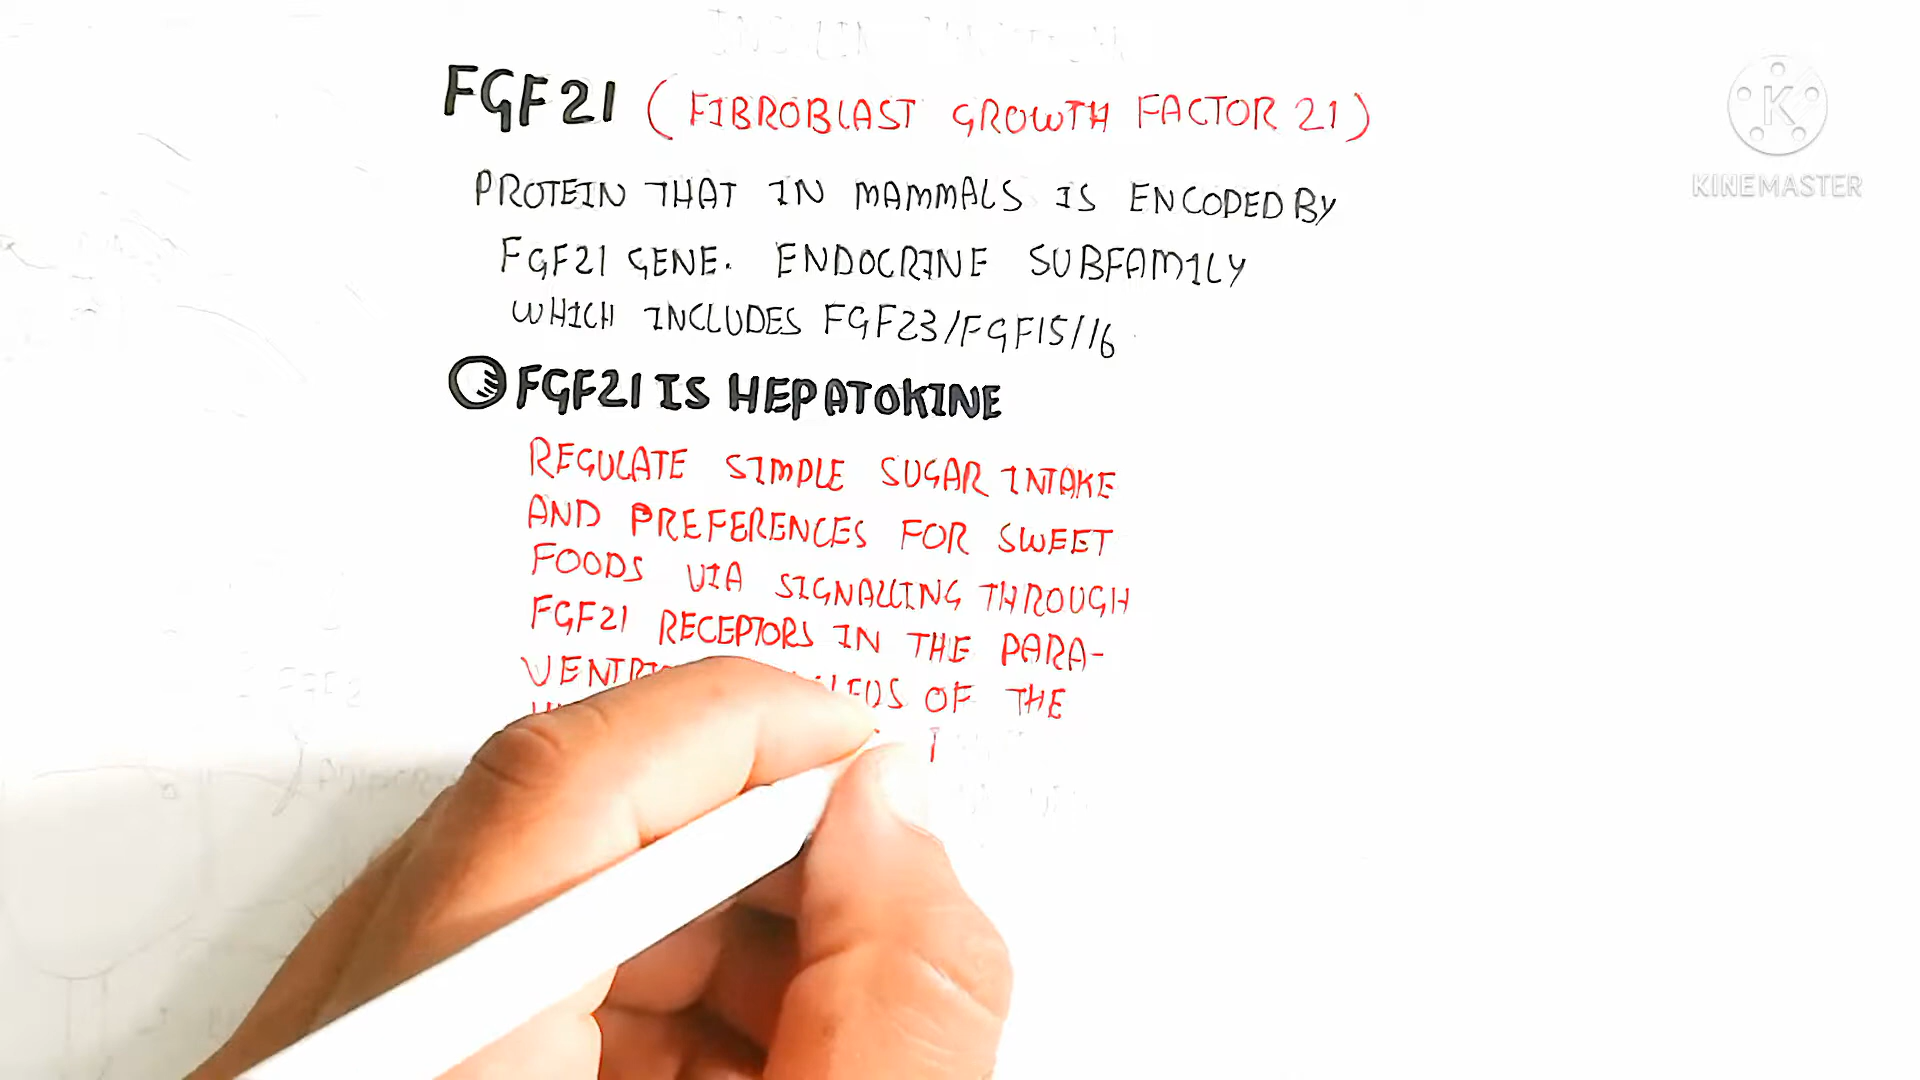 FGF21 (FIBROBLAST GROWTH FACTOR 21)
PROTEIN THAT IN MAMMALS IS ENCODED BY
FGF21 GENE. ENDOCRINE SUBFAMILY
WHICH INCLUDES FGF23/FGF15/16
FGF21 IS HEPATOKINE
REGULATE SIMPLE SUGAR INTAKE
AND PREFERENCES FOR SWEET
FOODS VIA SIGNALLING THROUGH
FGF21 RECEPTORS IN THE PARA-
OF THE
K
KINEMASTER